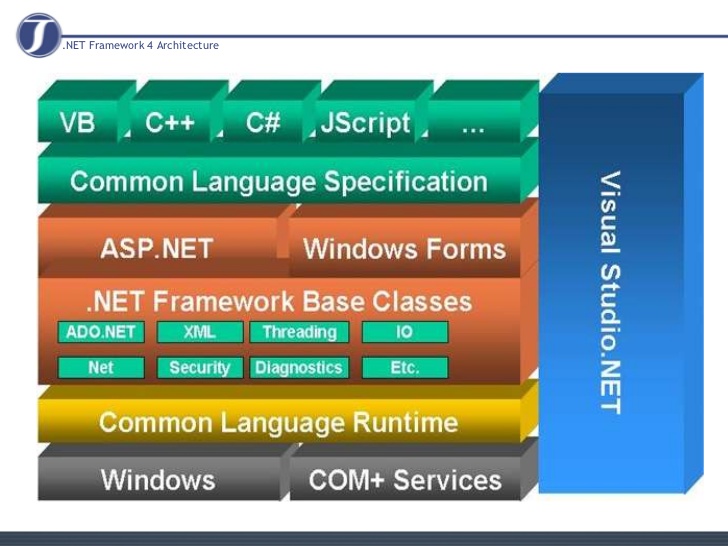 .NET Framework 4 Architecture
VB C++ C# JScript ...
Common Language Specification
ASP.NET Windows Forms
.NET Framework Base Classes
ADO.NET XML Threading IO
Net Security Diagnostics Etc.
Common Language Runtime
Windows COM+ Services
Visual Studio.NET